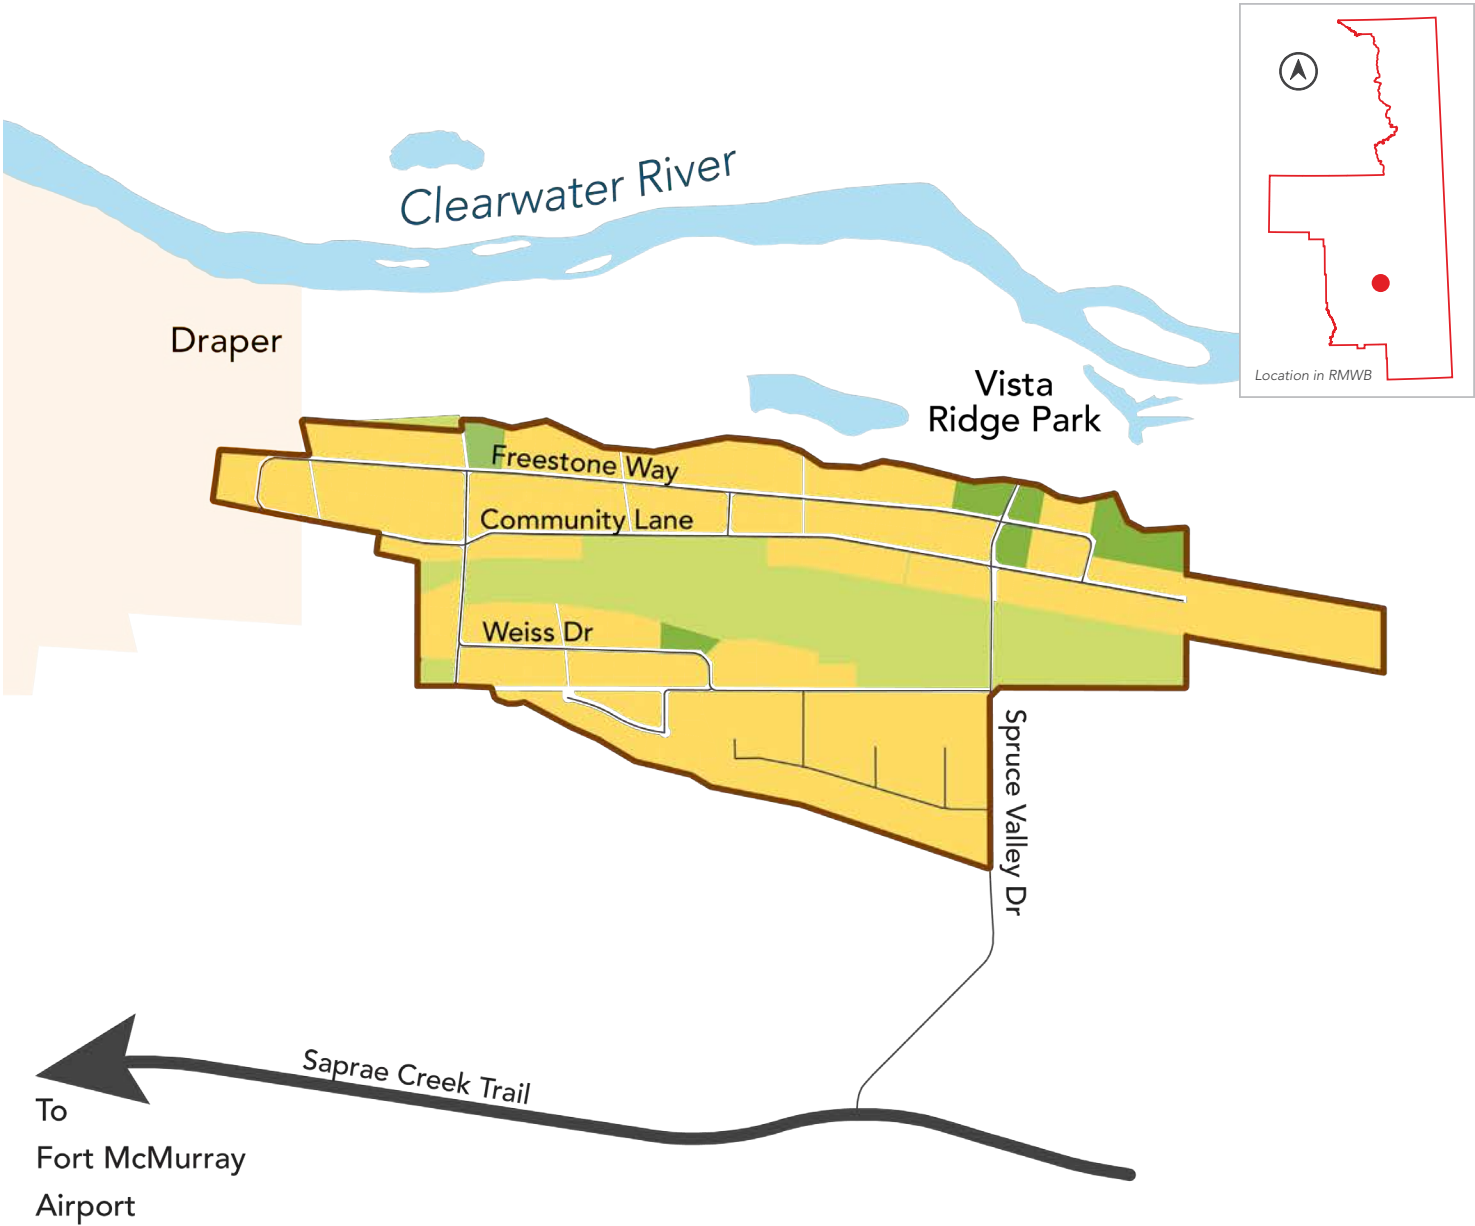 Clearwater River
Location in RMWB
Draper
Vista
Ridge Park
Freestone Way
Community Lane
Weiss Dr
Spruce Valley Dr
Saprae Creek Trail
To
Fort McMurray
Airport